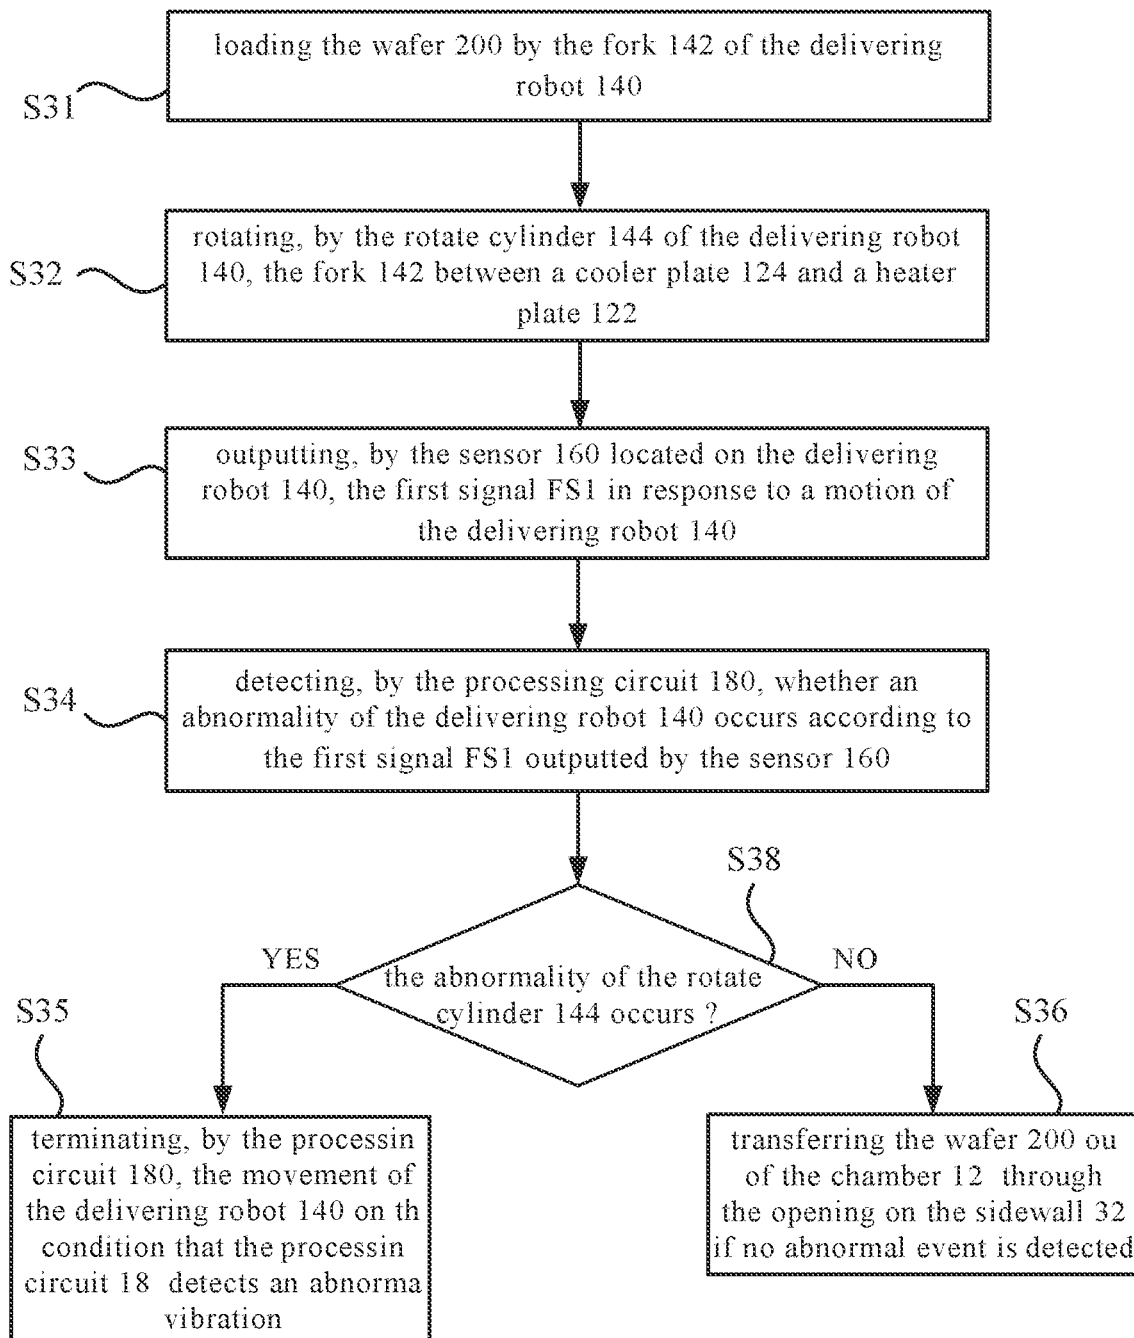 loading the wafer 200 by the fork 142 of the delivering
robot 140
S31
rotating, by the rotate cylinder 144 of the delivering robot
140, the fork 142 between a cooler plate 124 and a heater
plate 122
S32
outputting, by the sensor 160 located on the delivering
robot 140, the first signal FS1 in response to a motion of
the delivering robot 140
S33
detecting, by the processing circuit 180, whether an
abnormality of the delivering robot 140 occurs according to
the first signal FS1 outputted by the sensor 160
S34
S38
YES
NO
the abnormality of the rotate
cylinder 144 occurs ?
S35
S36
terminating, by the processin
circuit 180, the movement of
the delivering robot 140 on th
condition that the processin
circuit 18 detects an abnorma
vibration
transferring the wafer 200 ou
of the chamber 12 through
the opening on the sidewall 32
if no abnormal event is detected